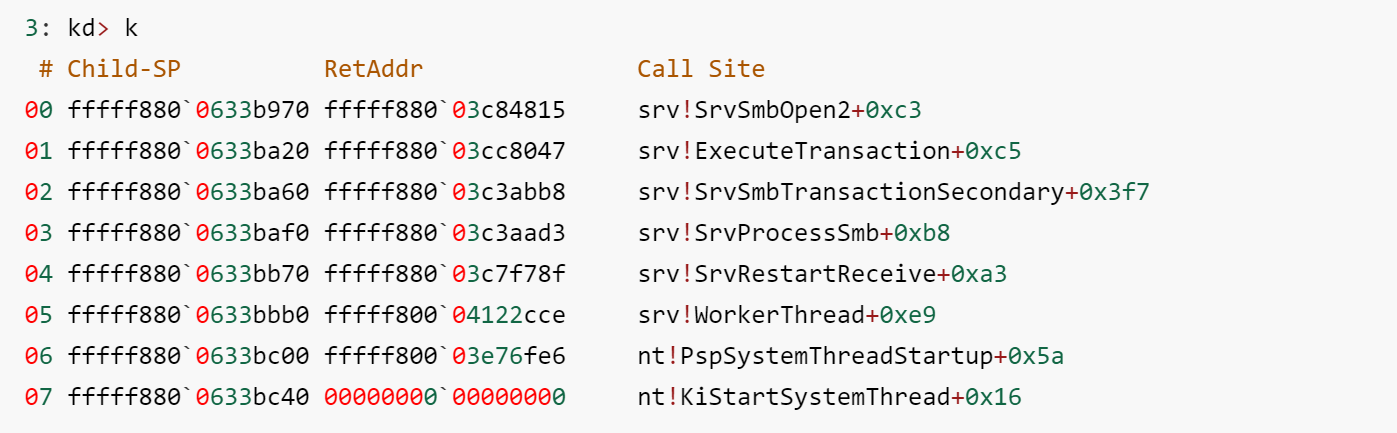 3: kd> k
# Child-SP RetAddr Call Site
00 fffff880`0633b970 fffff880`03c84815 srv!SrvSmbOpen2+0xc3
01 fffff880`0633ba20 fffff880`03cc8047 srv!ExecuteTransaction+0xc5
02 fffff880`0633ba60 fffff880`03c3abb8 srv!SrvSmbTransactionSecondary+0x3f7
03 fffff880`0633baf0 fffff880`03c3aad3 srv!SrvProcessSmb+0xb8
04 fffff880`0633bb70 fffff880`03c7f78f srv!SrvRestartReceive+0xa3
05 fffff880`0633bbb0 fffff800`04122cce srv!WorkerThread+0xe9
06 fffff880`0633bc00 fffff800`03e76fe6 nt!PspSystemThreadStartup+0x5a
07 fffff880`0633bc40 00000000`00000000 nt!KiStartSystemThread+0x16